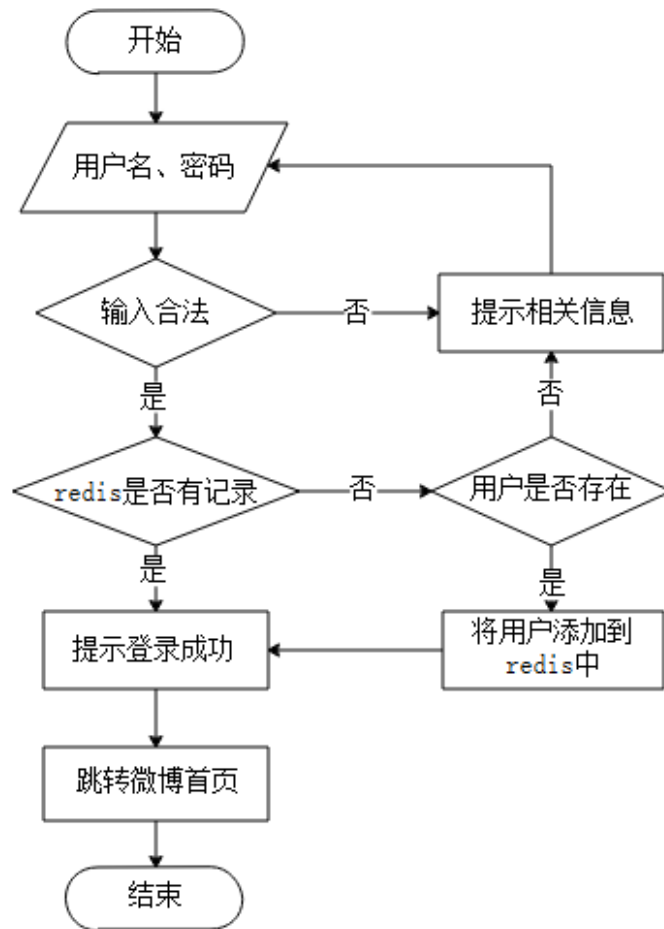 开始
用户名、密码
输入合法
否
提示相关信息
是
否
redis是否有记录
否
用户是否存在
是
是
提示登录成功
将用户添加到
redis中
跳转微博首页
结束